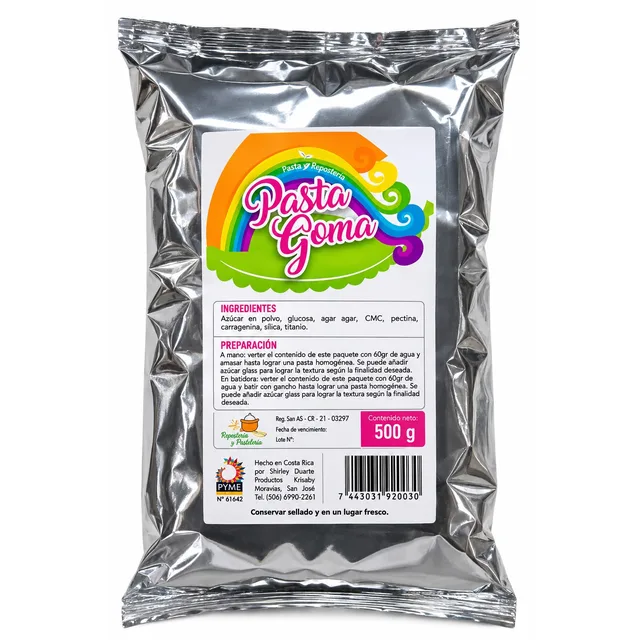 Pasta y Repostería
Pasta
Goma
INGREDIENTES
Azúcar en polvo, glucosa, agar agar, CMC, pectina,
carragenina, sílica, titanio.
PREPARACIÓN
A mano: verter el contenido de este paquete con 60gr de agua y
amasar hasta lograr una pasta homogénea. Se puede añadir
azúcar glass para lograr la textura según la finalidad deseada.
En batidora: verter el contenido de este paquete con 60gr de
agua y batir con gancho hasta lograr una pasta homogénea. Se
puede añadir azúcar glass para lograr la textura según la finalidad
deseada.
Repostería
y Pastelería
Reg. San AS - CR - 21 - 03297
Fecha de vencimiento:
Lote N°:
Contenido neto:
500 g
PYME
N° 61642
Hecho en Costa Rica
por Shirley Duarte
Productos Krisaby
Moravias, San José
Tel. (506) 6990-2261
7 443031 920030
Conservar sellado y en un lugar fresco.